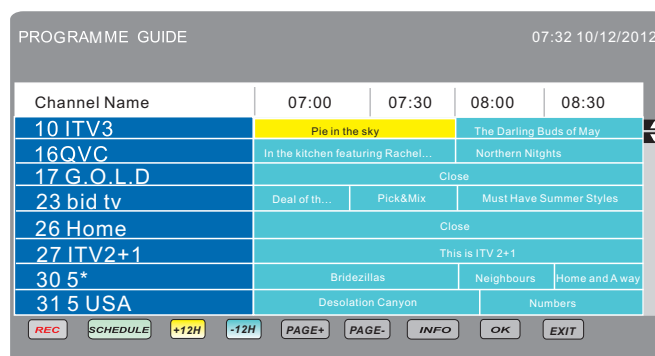 PROGRAMME GUIDE 07:32 10/12/2012
Channel Name 07:00 07:30 08:00 08:30
10 ITV3 Pie in the sky The Darling Buds of May
16QVC In the kitchen featuring Rachel... Northern Nitghts
17 G.O.L.D Close
23 bid tv Deal of th... Pick&Mix Must Have Summer Styles
26 Home Close
27 ITV2+1 This is ITV 2+1
30 5* Bridezillas Neighbours Home and A way
31 5 USA Desolation Canyon Numbers
REC SCHEDULE +12H -12H PAGE+ PAGE- INFO OK EXIT